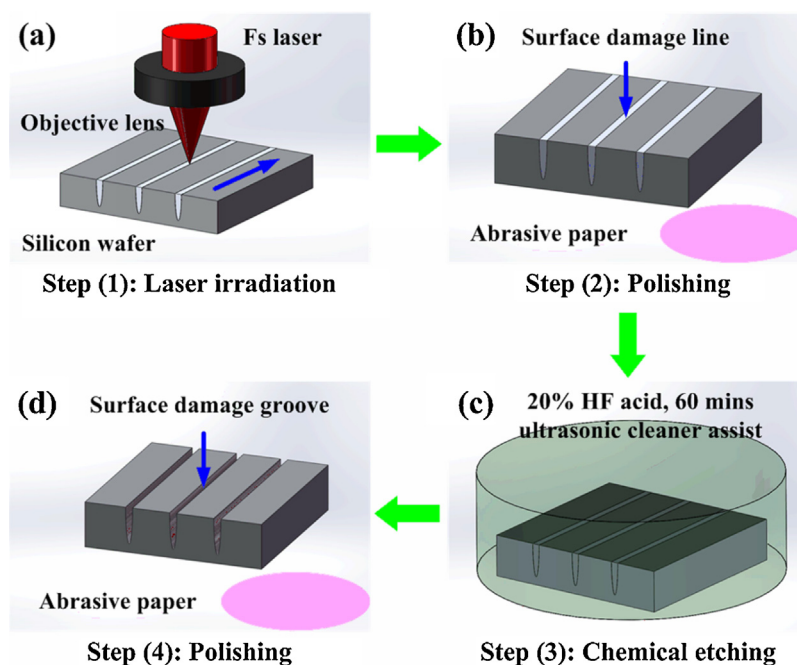 (a)
Fs laser
Objective lens
Silicon wafer
Step (1): Laser irradiation
(b)
Surface damage line
Abrasive paper
Step (2): Polishing
(c)
20% HF acid, 60 mins
ultrasonic cleaner assist
Step (3): Chemical etching
(d)
Surface damage groove
Abrasive paper
Step (4): Polishing